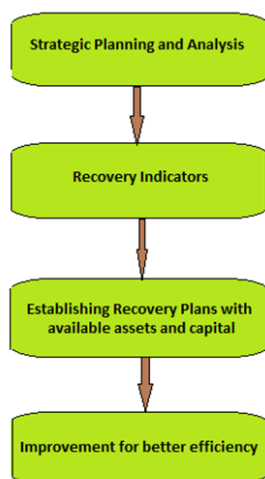 Strategic Planning and Analysis
Recovery Indicators
Establishing Recovery Plans with
available assets and capital
Improvement for better efficiency